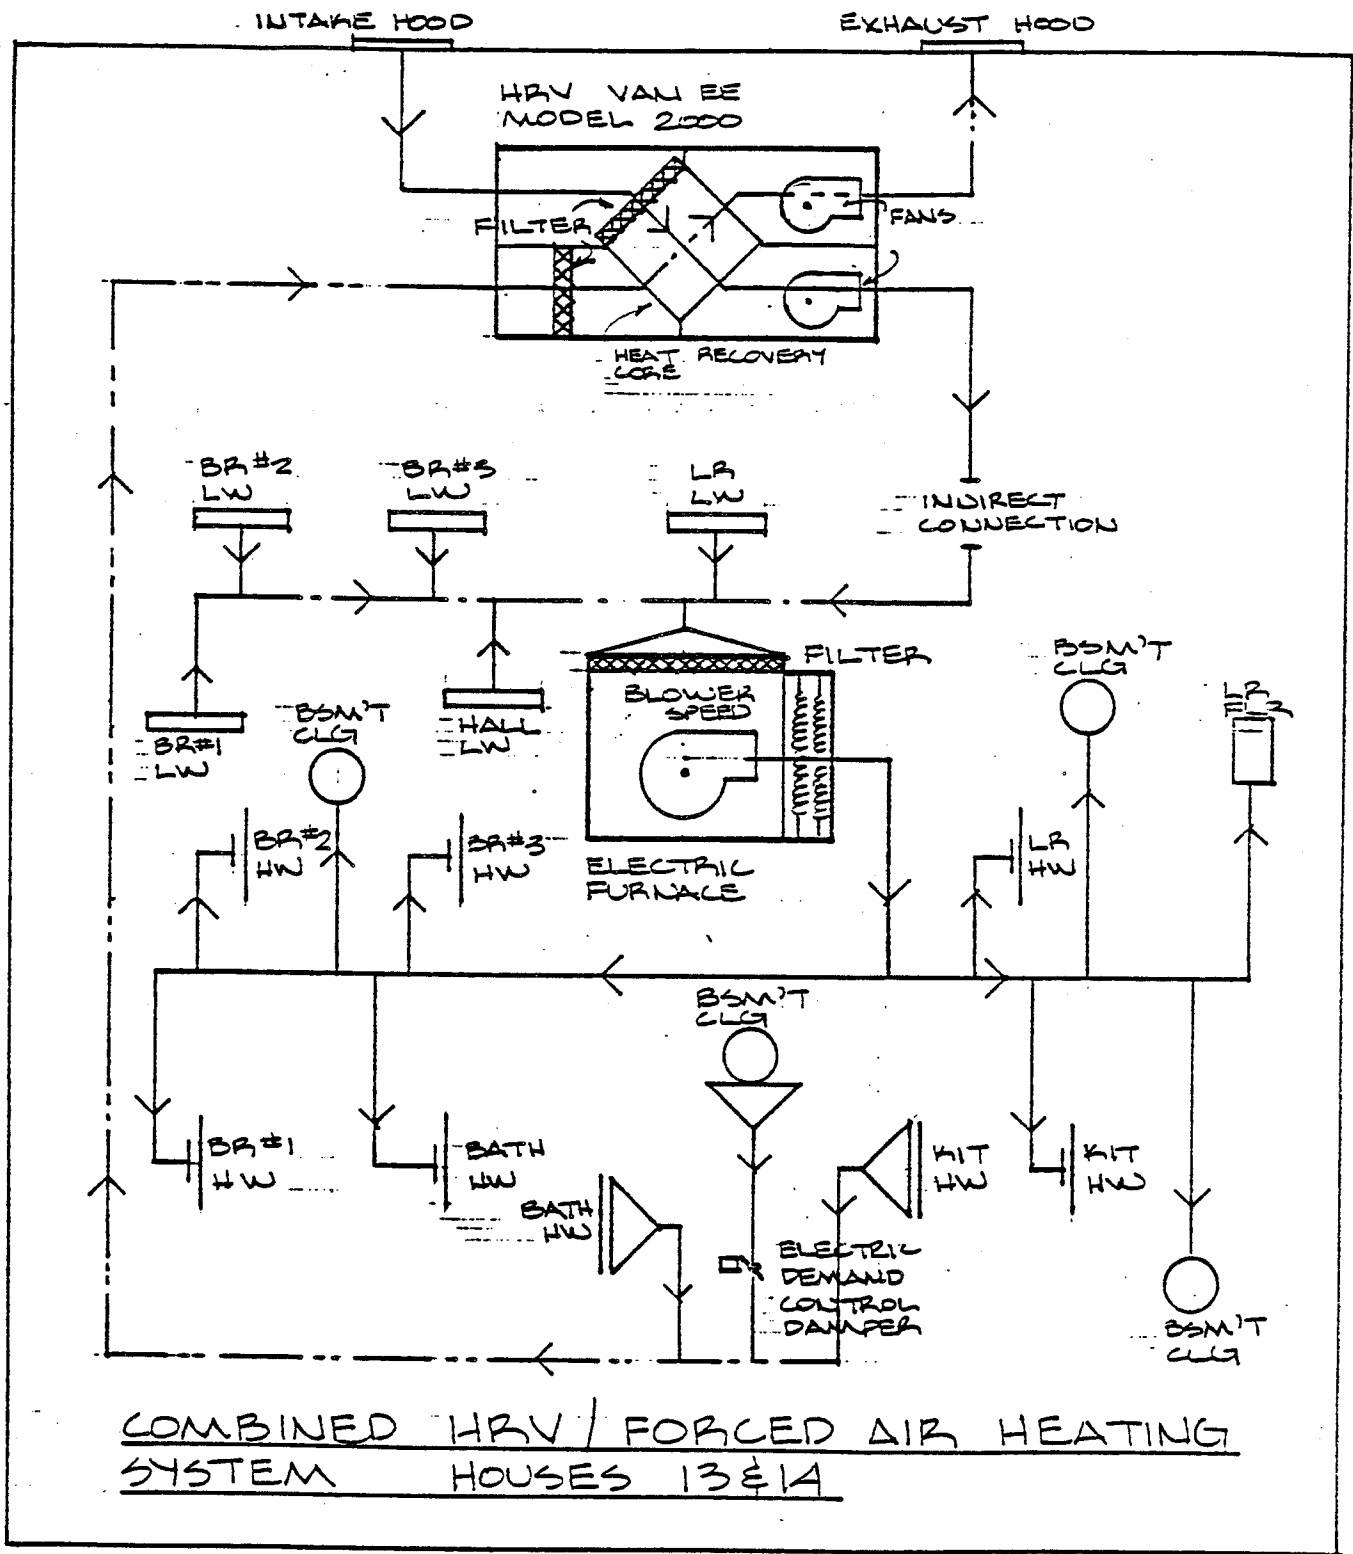 INTAKE HOOD
EXHAUST HOOD
HRV VAN EE
MODEL 2000
FILTER
FANS
HEAT RECOVERY
CORE
BR #2
LW
BR #3
LW
LR
LW
INDIRECT
CONNECTION
FILTER
BSM'T
CLG
LR
FLR
BLOWER
SPEED
BR #1
LW
BSM'T
CLG
HALL
LW
BR #2
HW
BR #3
HW
ELECTRIC
FURNACE
LR
HW
BSM'T
CLG
BR #1
HW
BATH
HW
BATH
HW
KIT
HW
KIT
HW
ELECTRIC
DEMAND
CONTROL
DAMPER
BSM'T
CLG
COMBINED HRV / FORCED AIR HEATING
SYSTEM HOUSES 13 & 14